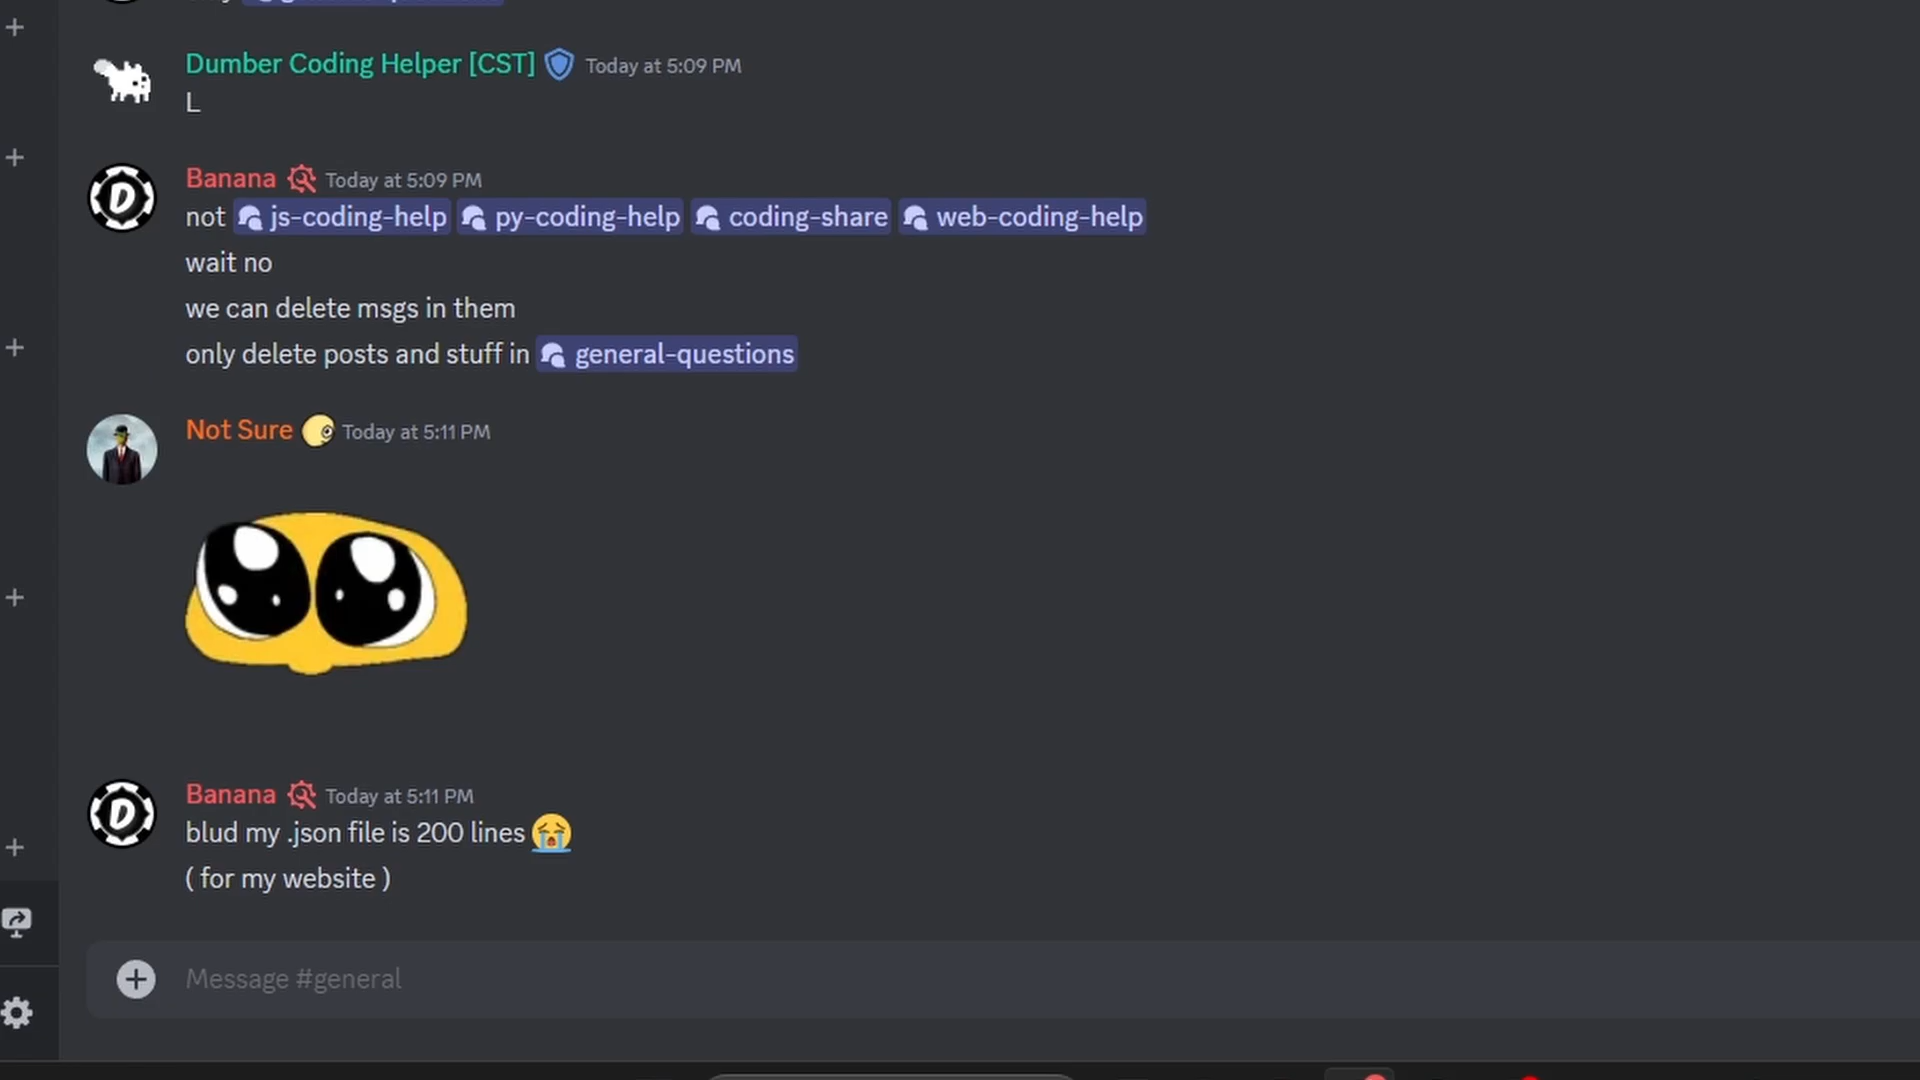 Dumber Coding Helper [CST] Today at 5:09 PM
L
Banana Today at 5:09 PM
not js-coding-help py-coding-help coding-share web-coding-help
wait no
we can delete msgs in them
only delete posts and stuff in general-questions
Not Sure Today at 5:11 PM
Banana Today at 5:11 PM
blud my .json file is 200 lines 😭
( for my website )
Message #general